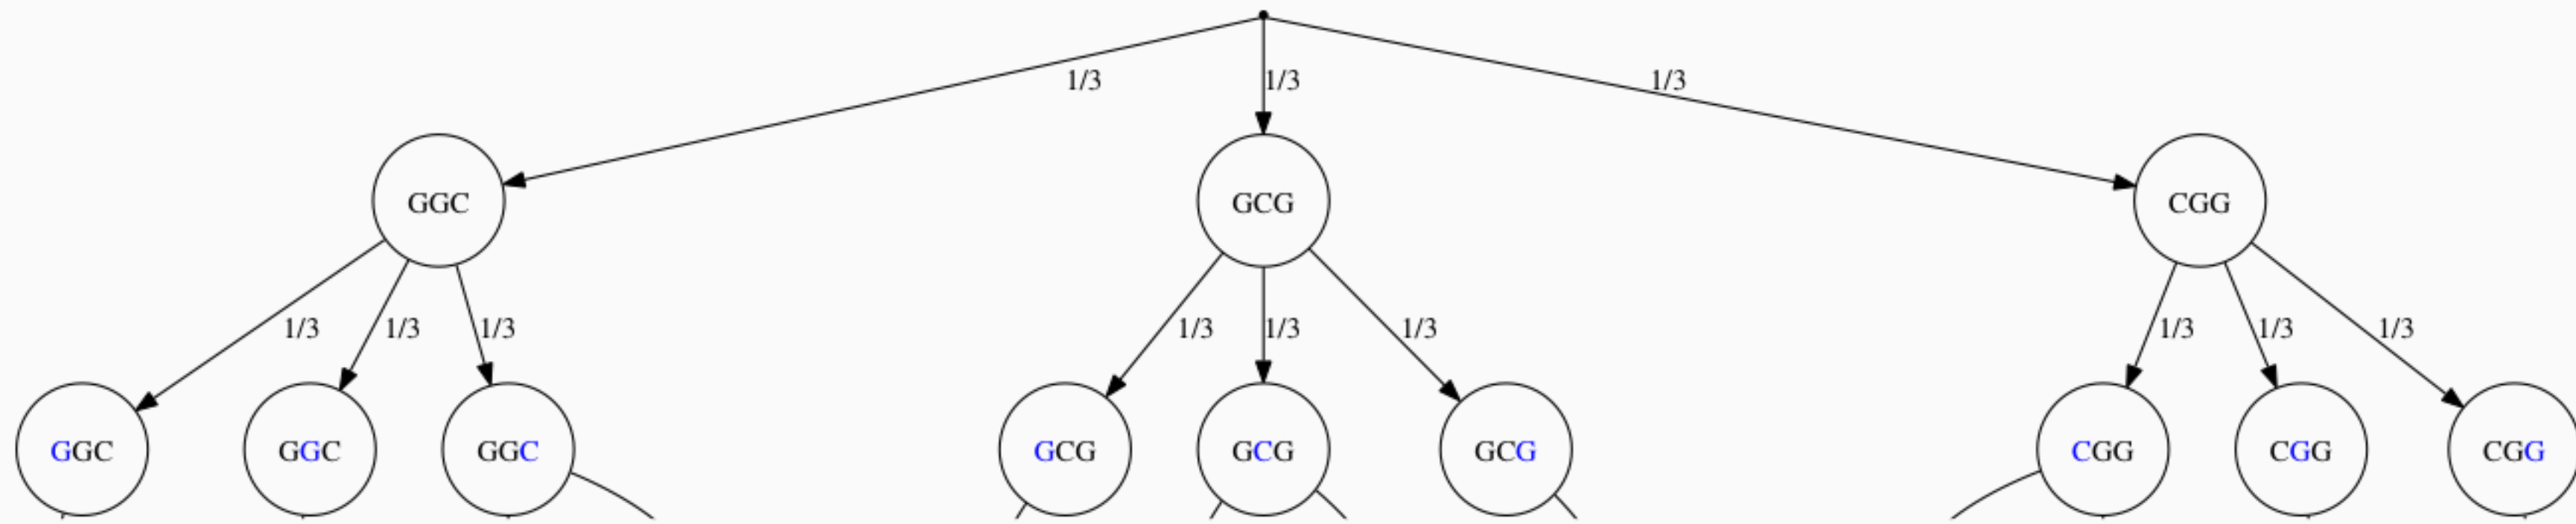 1/3 1/3 1/3
GGC GCG CGG
1/3 1/3 1/3 1/3 1/3 1/3 1/3 1/3 1/3
GGC GGC GGC GCG GCG GCG CGG CGG CGG